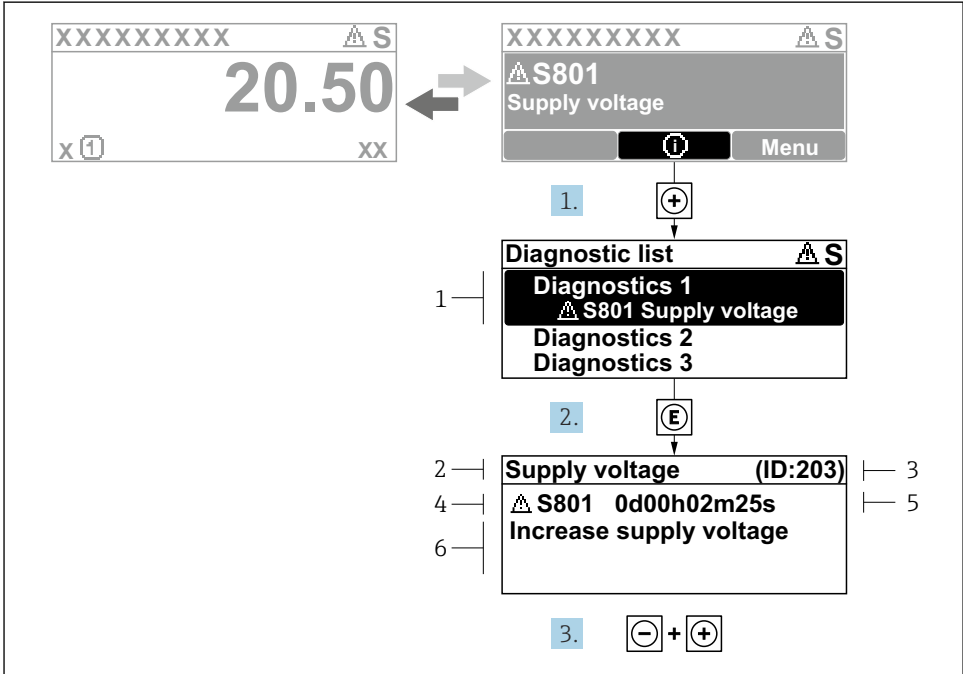 XXXXXXXXX ⚠ S
20.50
X ① XX
XXXXXXXXX ⚠ S
⚠ S801
Supply voltage
ⓘ Menu
1. +
Diagnostic list ⚠ S
1 Diagnostics 1
⚠ S801 Supply voltage
Diagnostics 2
Diagnostics 3
2. E
2 Supply voltage (ID:203) 3
4 ⚠ S801 0d00h02m25s 5
6 Increase supply voltage
3. - + +